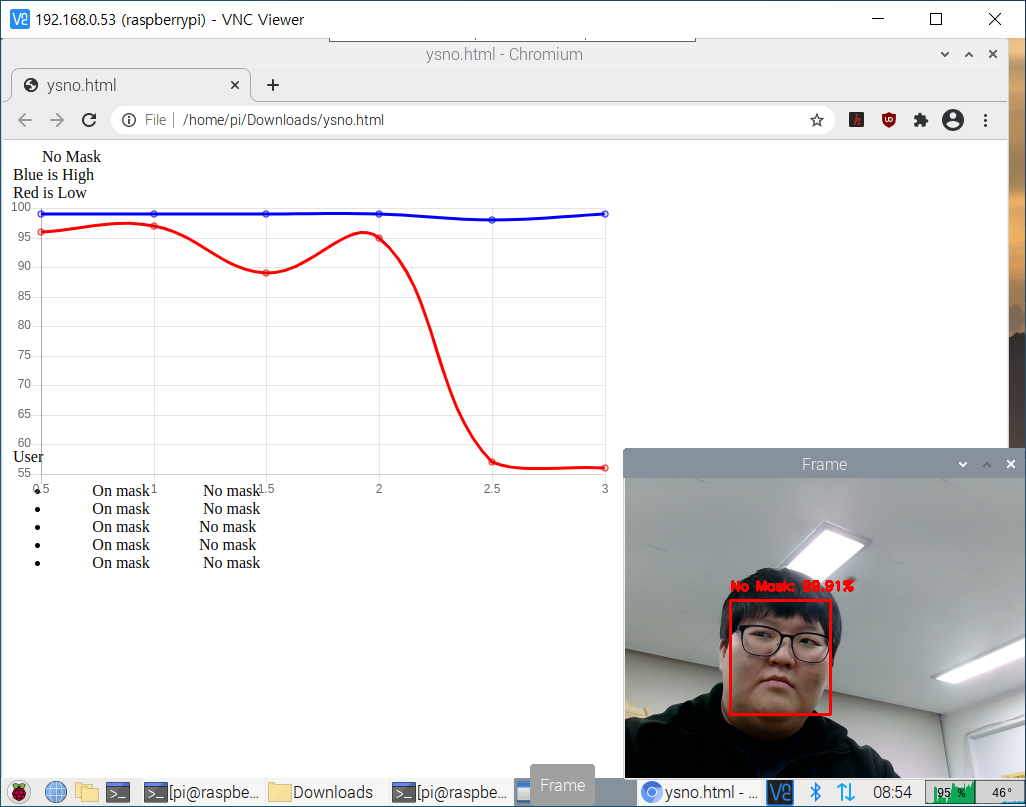 192.168.0.53 (raspberrypi) - VNC Viewer
ysno.html - Chromium
ysno.html
File | /home/pi/Downloads/ysno.html
No Mask
Blue is High
Red is Low
100
95
90
85
80
75
70
65
60
User
55
0.5 1 1.5 2 2.5 3
On mask No mask
On mask No mask
On mask No mask
On mask No mask
On mask No mask
Frame
No Mask: 99.91%
[pi@raspbe... Downloads [pi@raspbe... Frame ysno.html - ... 08:54 95 % 46°